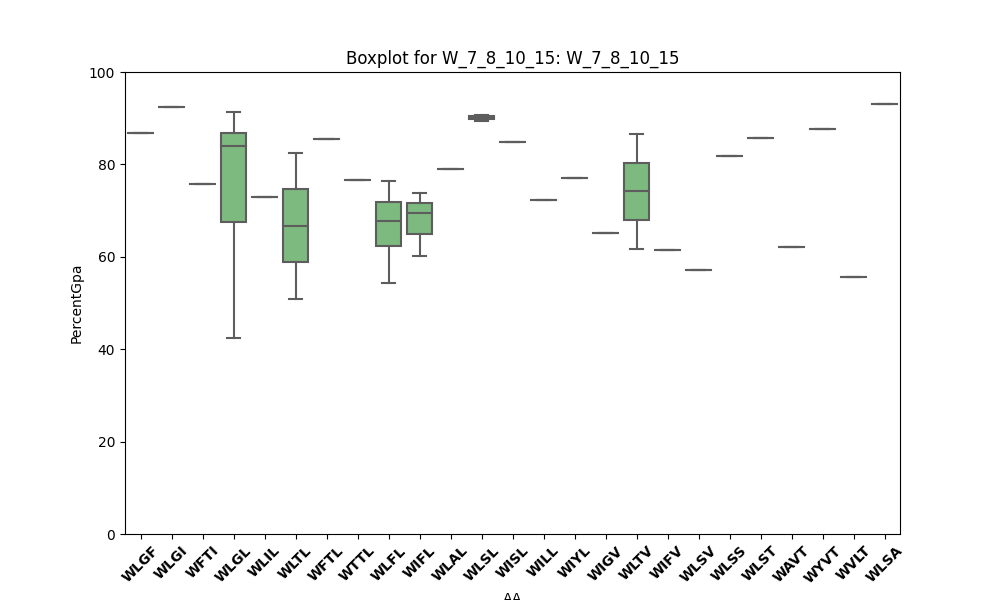 Boxplot for W_7_8_10_15: W_7_8_10_15
PercentGpa
100
80
60
40
20
0
WLGF WLGI WFTI WLGL WLIL WLTL WFTL WTTL WLFL WIFL WLAL WLSL WISL WILL WIYL WIGV WLTV WIFV WLSV WLSS WLST WAVT WYVT WVLT WLSA
AA